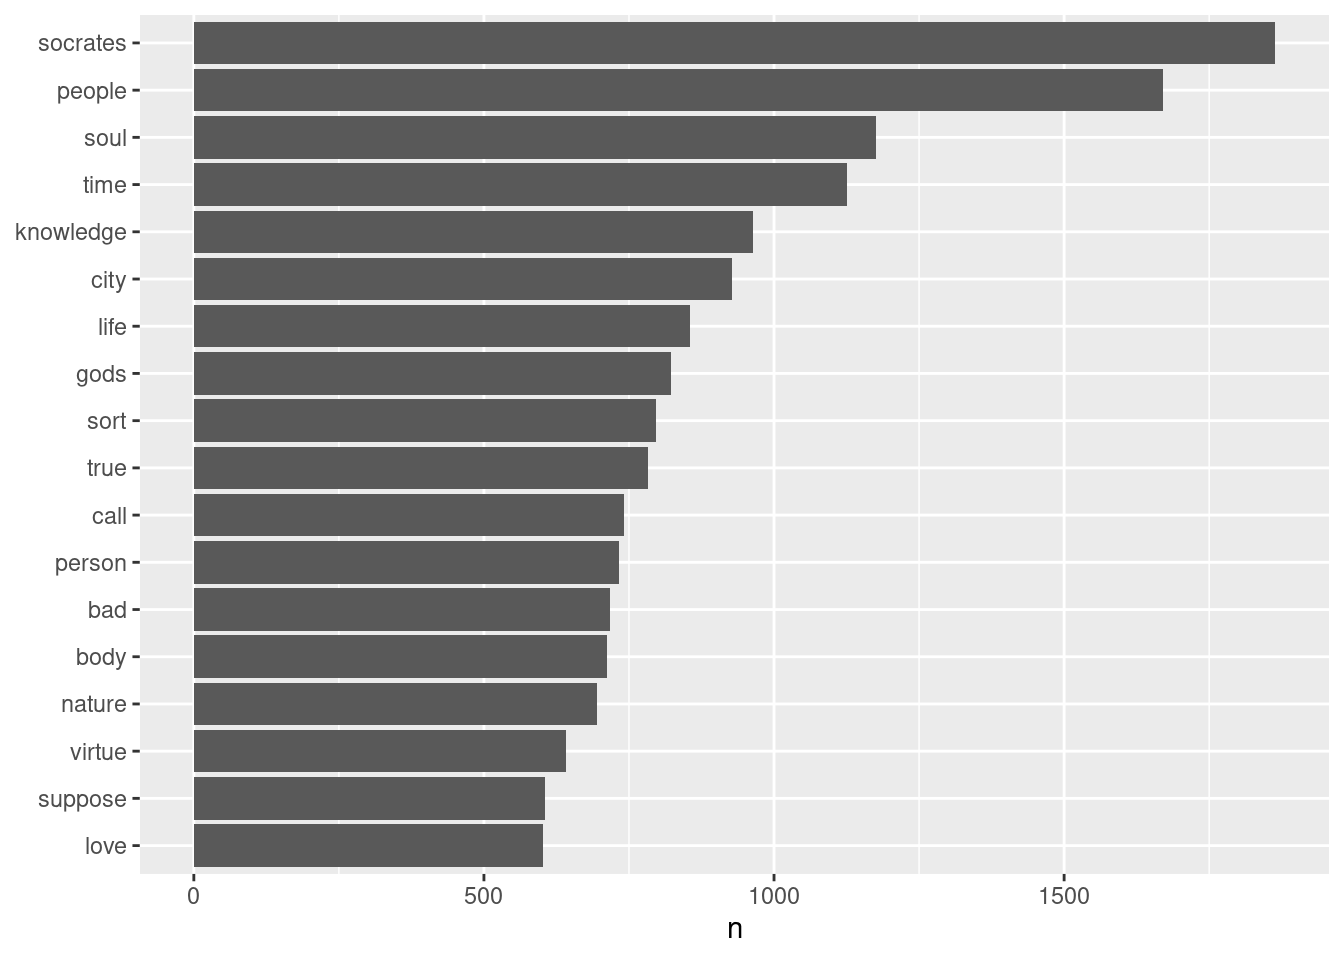 socrates
people
soul
time
knowledge
city
life
gods
sort
true
call
person
bad
body
nature
virtue
suppose
love
0 500 1000 1500
n